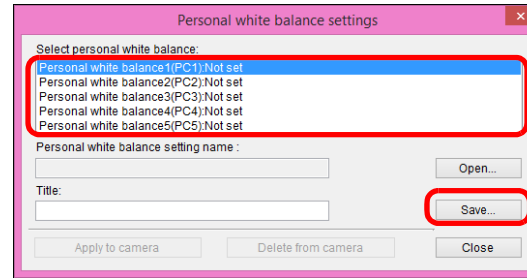 Personal white balance settings
Select personal white balance:
Personal white balance1(PC1):Not set
Personal white balance2(PC2):Not set
Personal white balance3(PC3):Not set
Personal white balance4(PC4):Not set
Personal white balance5(PC5):Not set
Personal white balance setting name :
Open...
Title:
Save...
Apply to camera Delete from camera Close